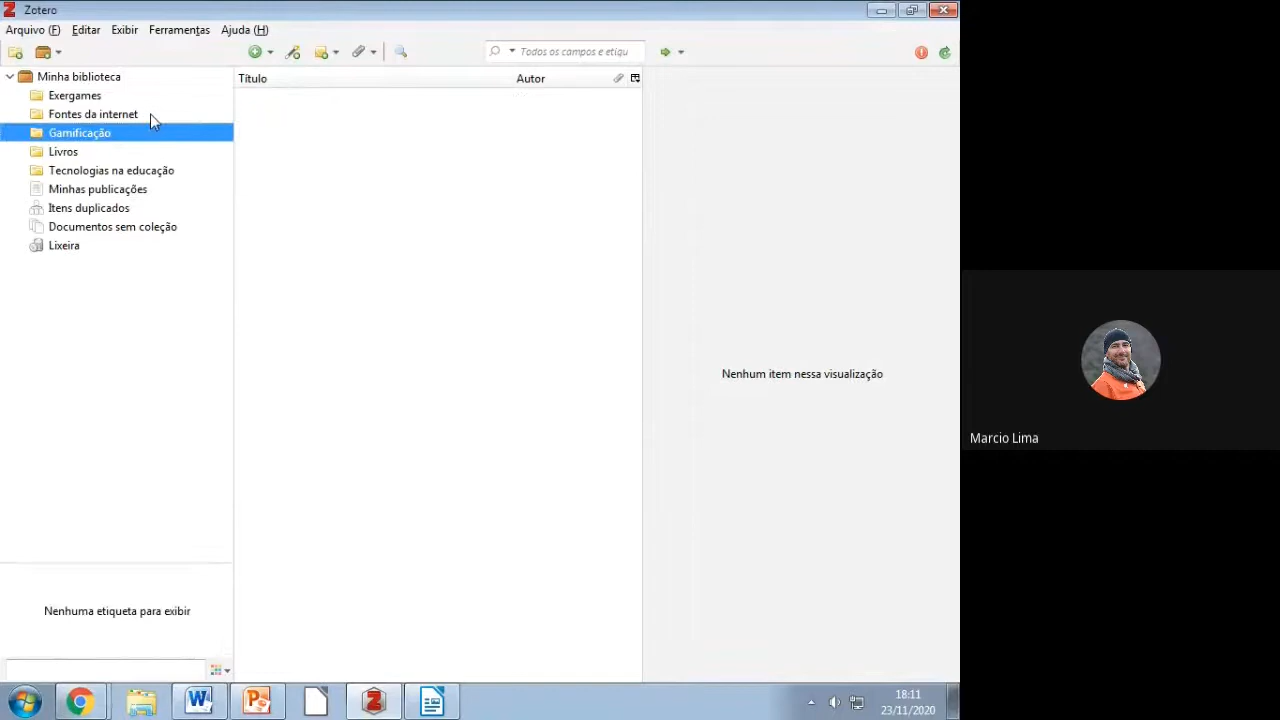 Zotero
Arquivo (F) Editar Exibir Ferramentas Ajuda (H)
Todos os campos e etiqu
Minha biblioteca
Exergames
Fontes da internet
Gamificação
Livros
Tecnologias na educação
Minhas publicações
Itens duplicados
Documentos sem coleção
Lixeira
Título Autor
Nenhum item nessa visualização
Nenhuma etiqueta para exibir
Marcio Lima
18:11
23/11/2020